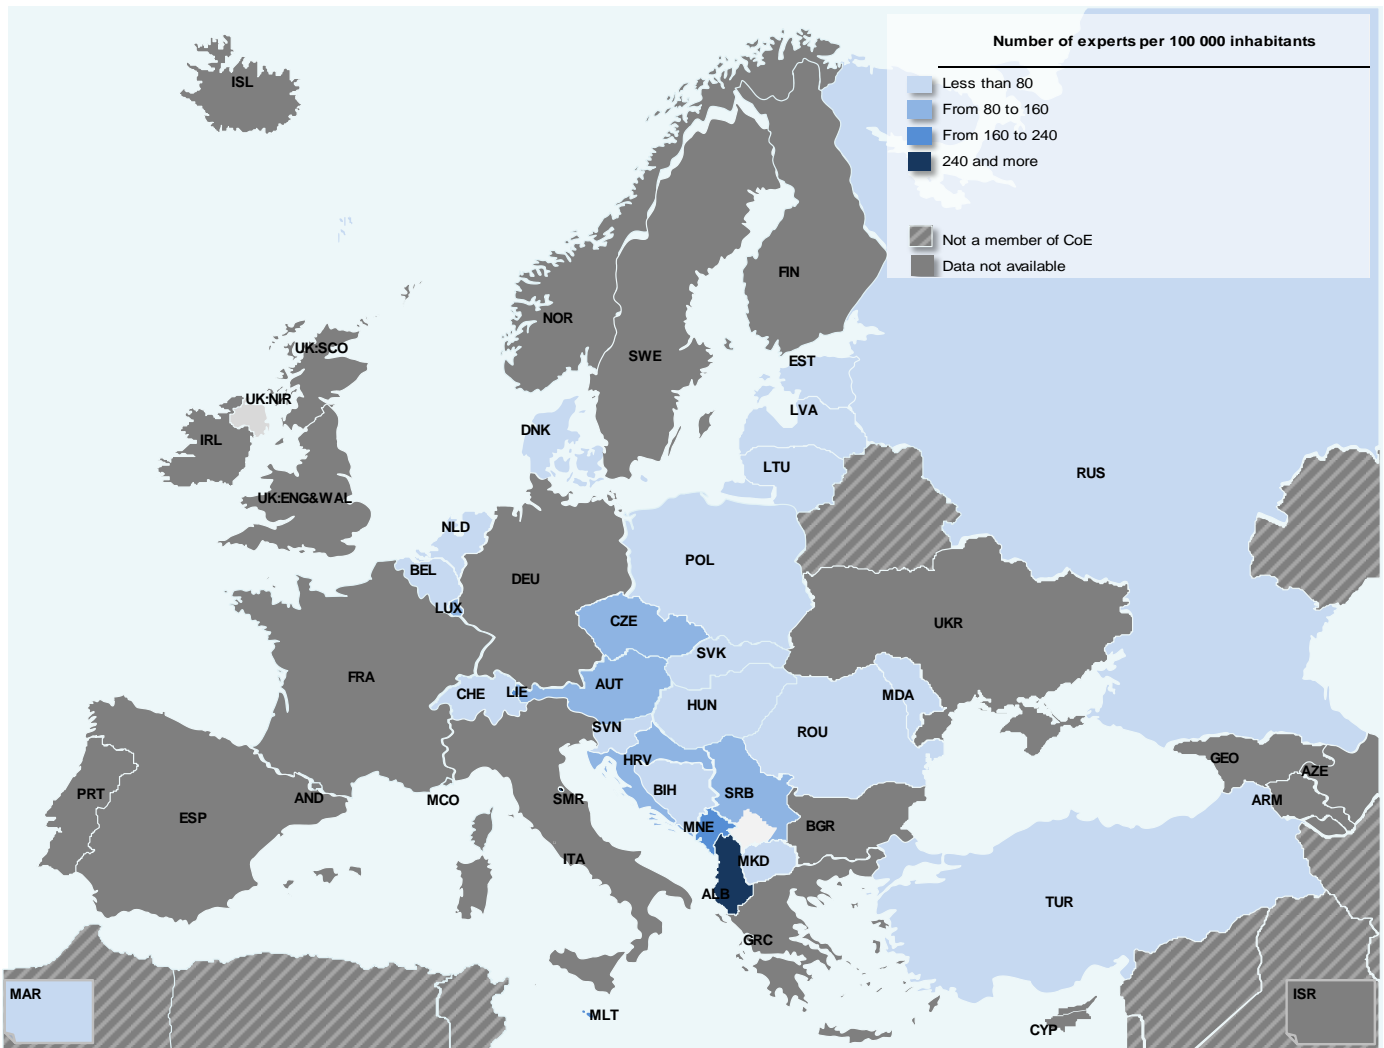 Number of experts per 100 000 inhabitants
Less than 80
From 80 to 160
From 160 to 240
240 and more
Not a member of CoE
Data not available
ISL
FIN
NOR
UK:SCO
SWE
EST
UK:NIR
LVA
DNK
IRL
LTU
RUS
UK:ENG&WAL
NLD
POL
BEL
DEU
LUX
CZE
UKR
SVK
FRA
AUT
CHE
LIE
MDA
HUN
SVN
ROU
HRV
GEO
AZE
BIH
SRB
PRT
AND
MCO
SMR
ARM
ESP
MNE
BGR
ITA
MKD
ALB
TUR
GRC
MAR
ISR
MLT
CYP